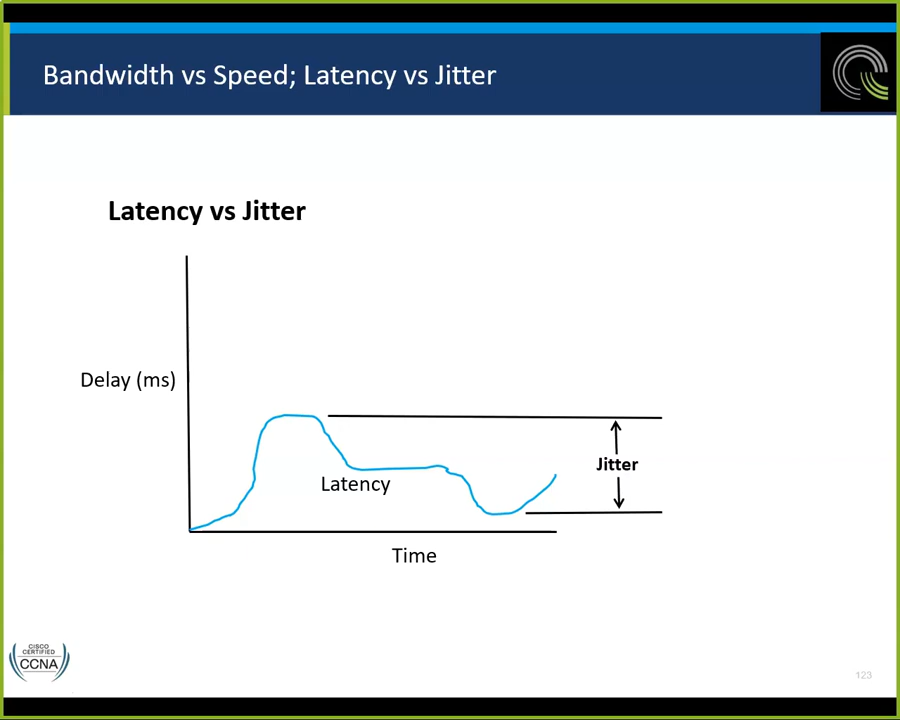 Bandwidth vs Speed; Latency vs Jitter
Latency vs Jitter
Delay (ms)
Jitter
Latency
Time
CISCO
CERTIFIED
CCNA
123